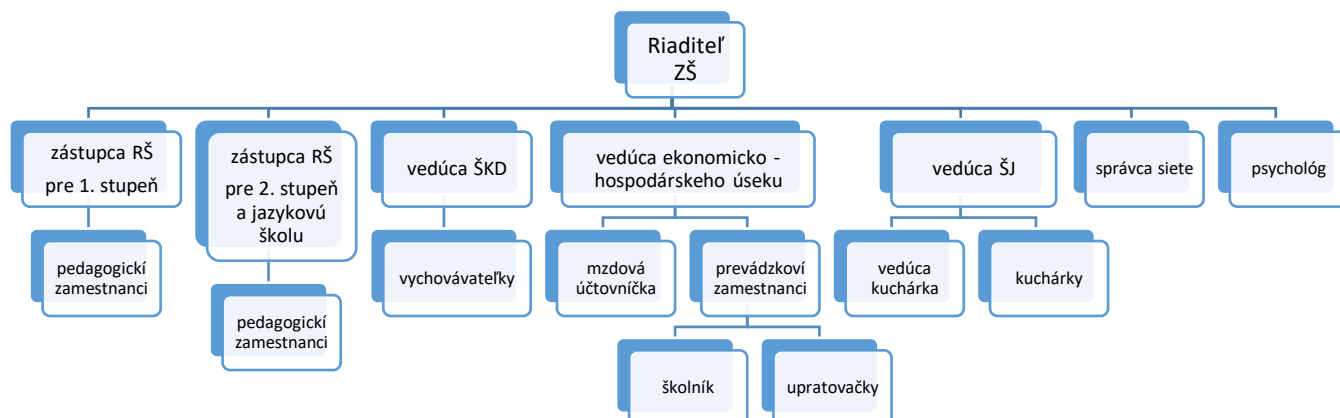 Riaditeľ
ZŠ
zástupca RŠ
pre 1. stupeň
zástupca RŠ
pre 2. stupeň
a jazykovú
školu
vedúca ŠKD
vedúca ekonomicko -
hospodárskeho úseku
vedúca ŠJ
správca siete
psychológ
pedagogickí
zamestnanci
pedagogickí
zamestnanci
vychovávateľky
mzdová
účtovníčka
prevádzkoví
zamestnanci
vedúca
kuchárka
kuchárky
školník
upratovačky